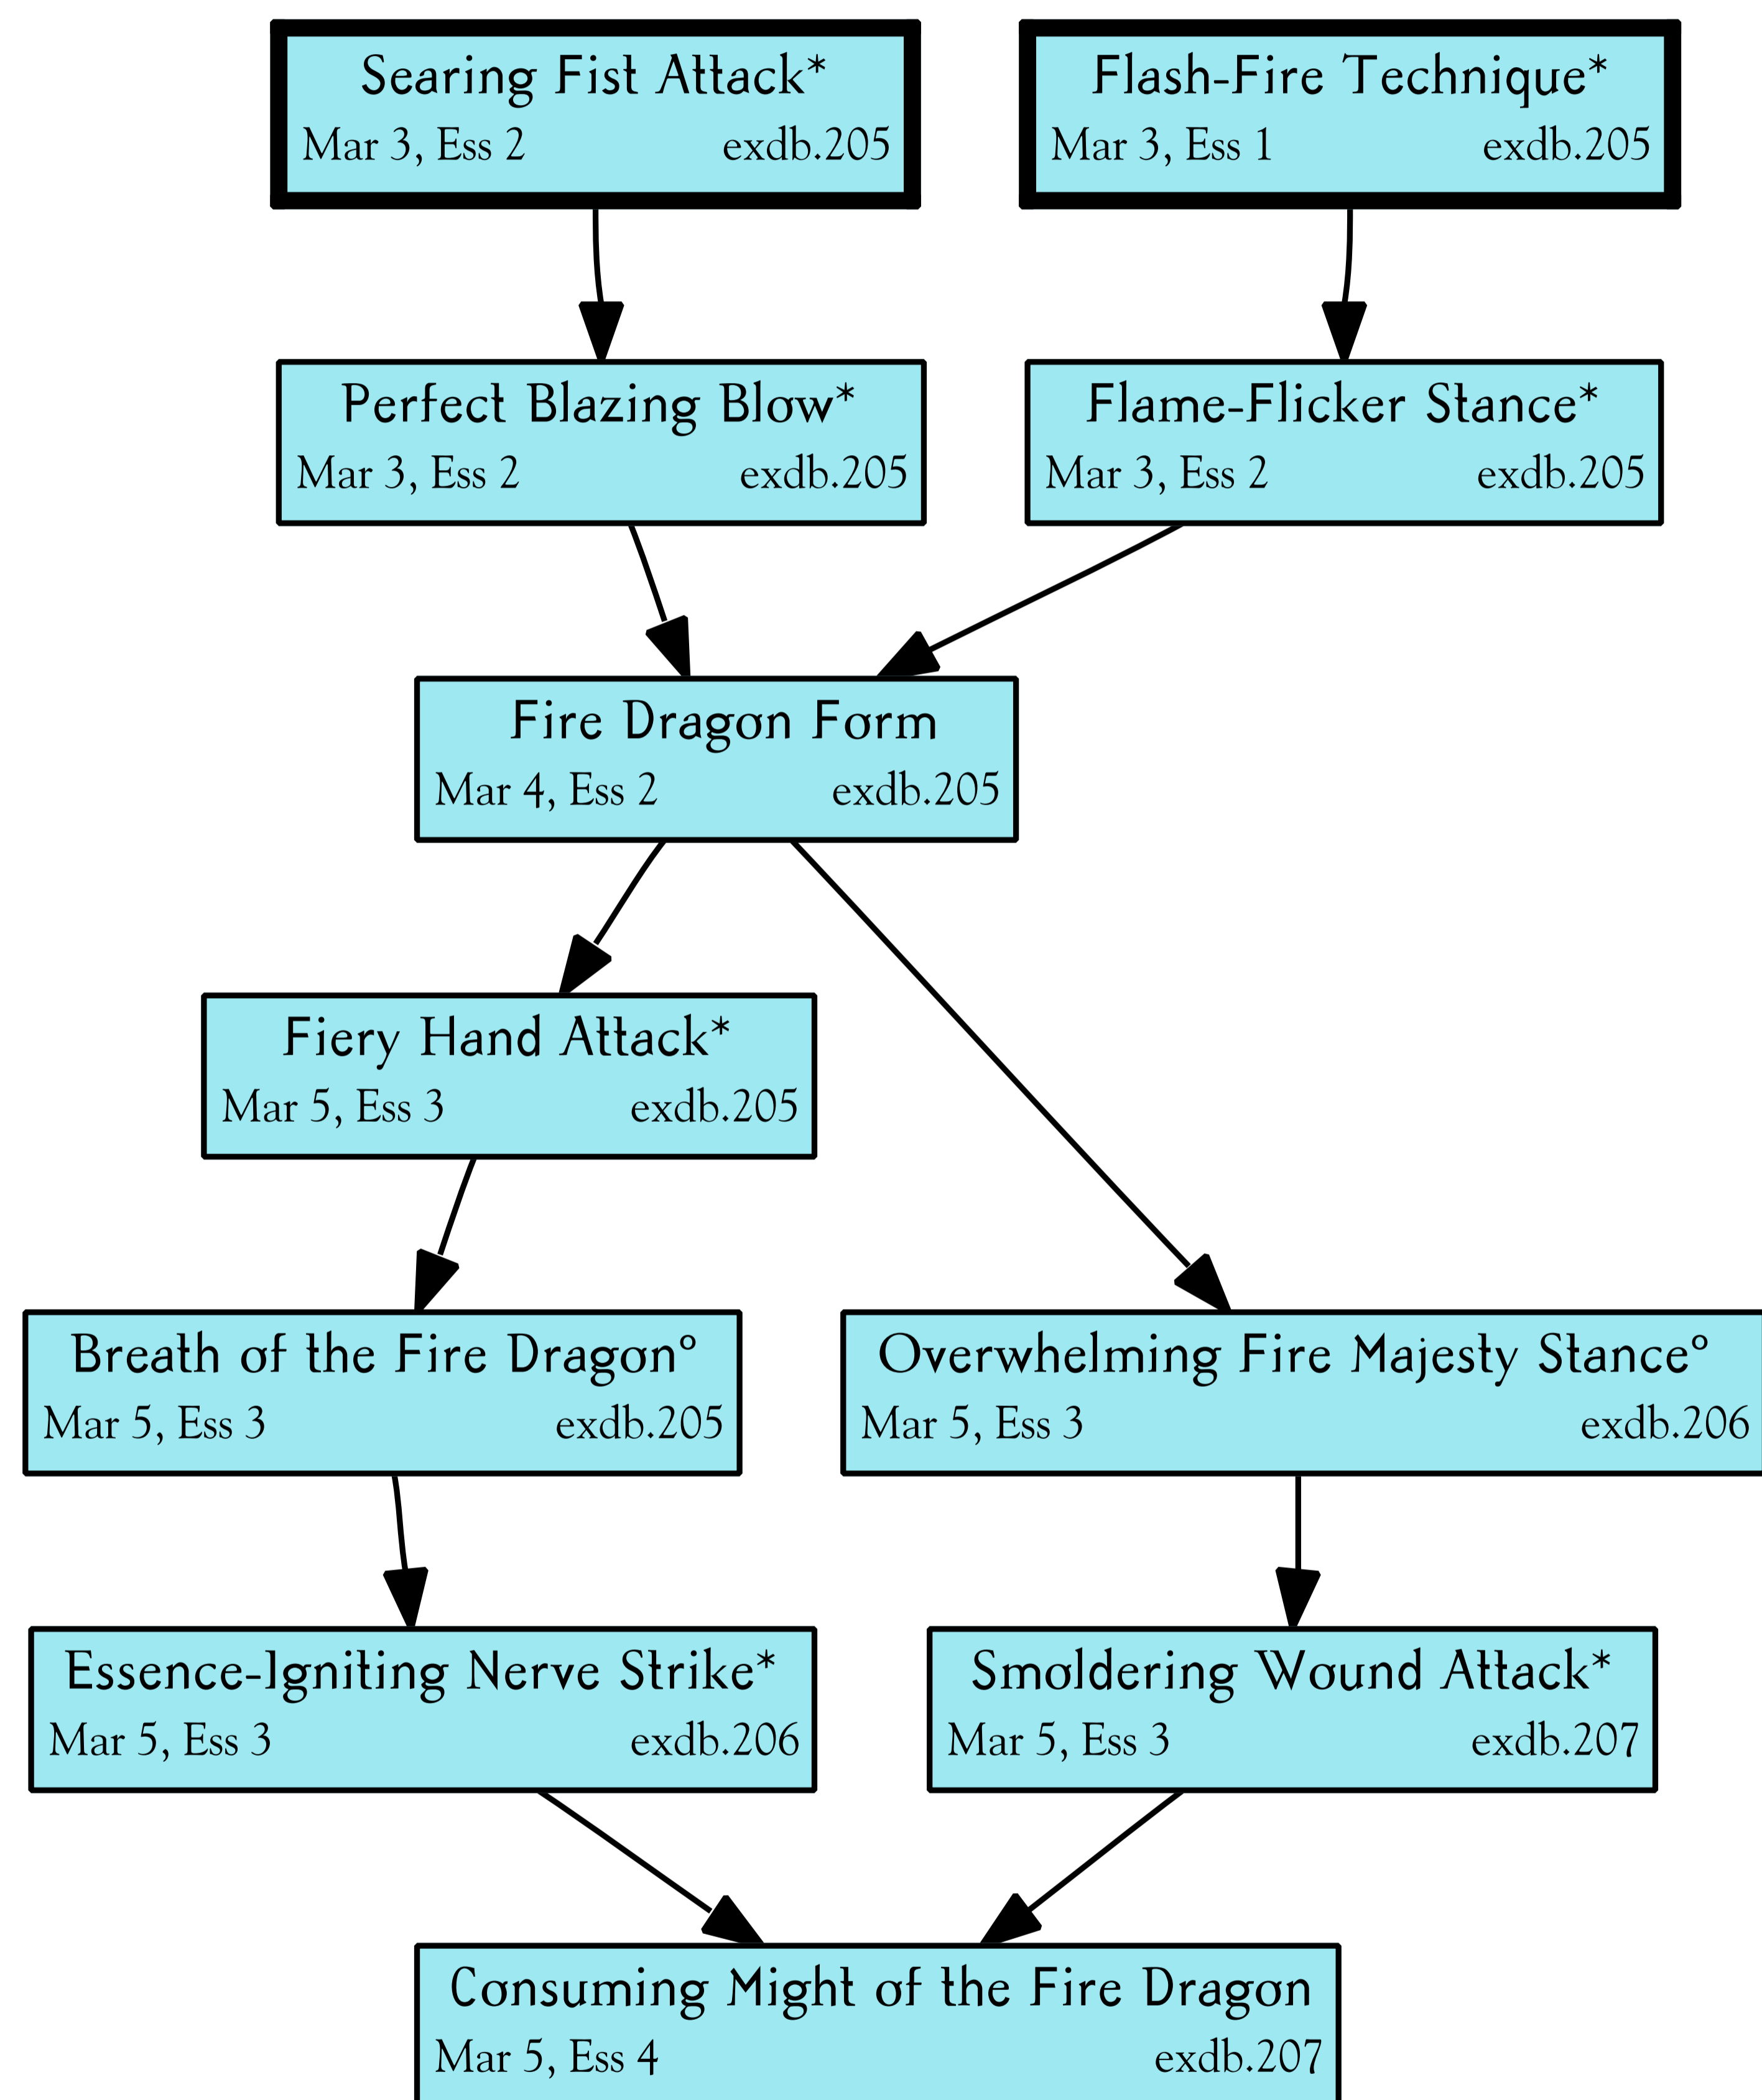 Searing Fist Attack*
Mar 3, Ess 2 exdb.205
Flash-Fire Technique*
Mar 3, Ess 1 exdb.205
Perfect Blazing Blow*
Mar 3, Ess 2 exdb.205
Flame-Flicker Stance*
Mar 3, Ess 2 exdb.205
Fire Dragon Form
Mar 4, Ess 2 exdb.205
Fiery Hand Attack*
Mar 5, Ess 3 exdb.205
Breath of the Fire Dragon°
Mar 5, Ess 3 exdb.205
Overwhelming Fire Majesty Stance°
Mar 5, Ess 3 exdb.206
Essence-Igniting Nerve Strike*
Mar 5, Ess 3 exdb.206
Smoldering Wound Attack*
Mar 5, Ess 3 exdb.207
Consuming Might of the Fire Dragon
Mar 5, Ess 4 exdb.207